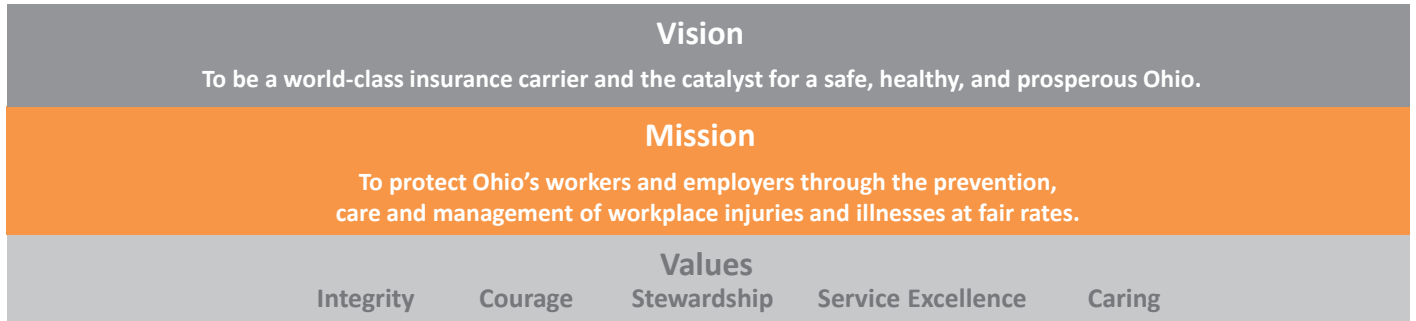 Vision
To be a world-class insurance carrier and the catalyst for a safe, healthy, and prosperous Ohio.
Mission
To protect Ohio’s workers and employers through the prevention,
care and management of workplace injuries and illnesses at fair rates.
Values
Integrity Courage Stewardship Service Excellence Caring